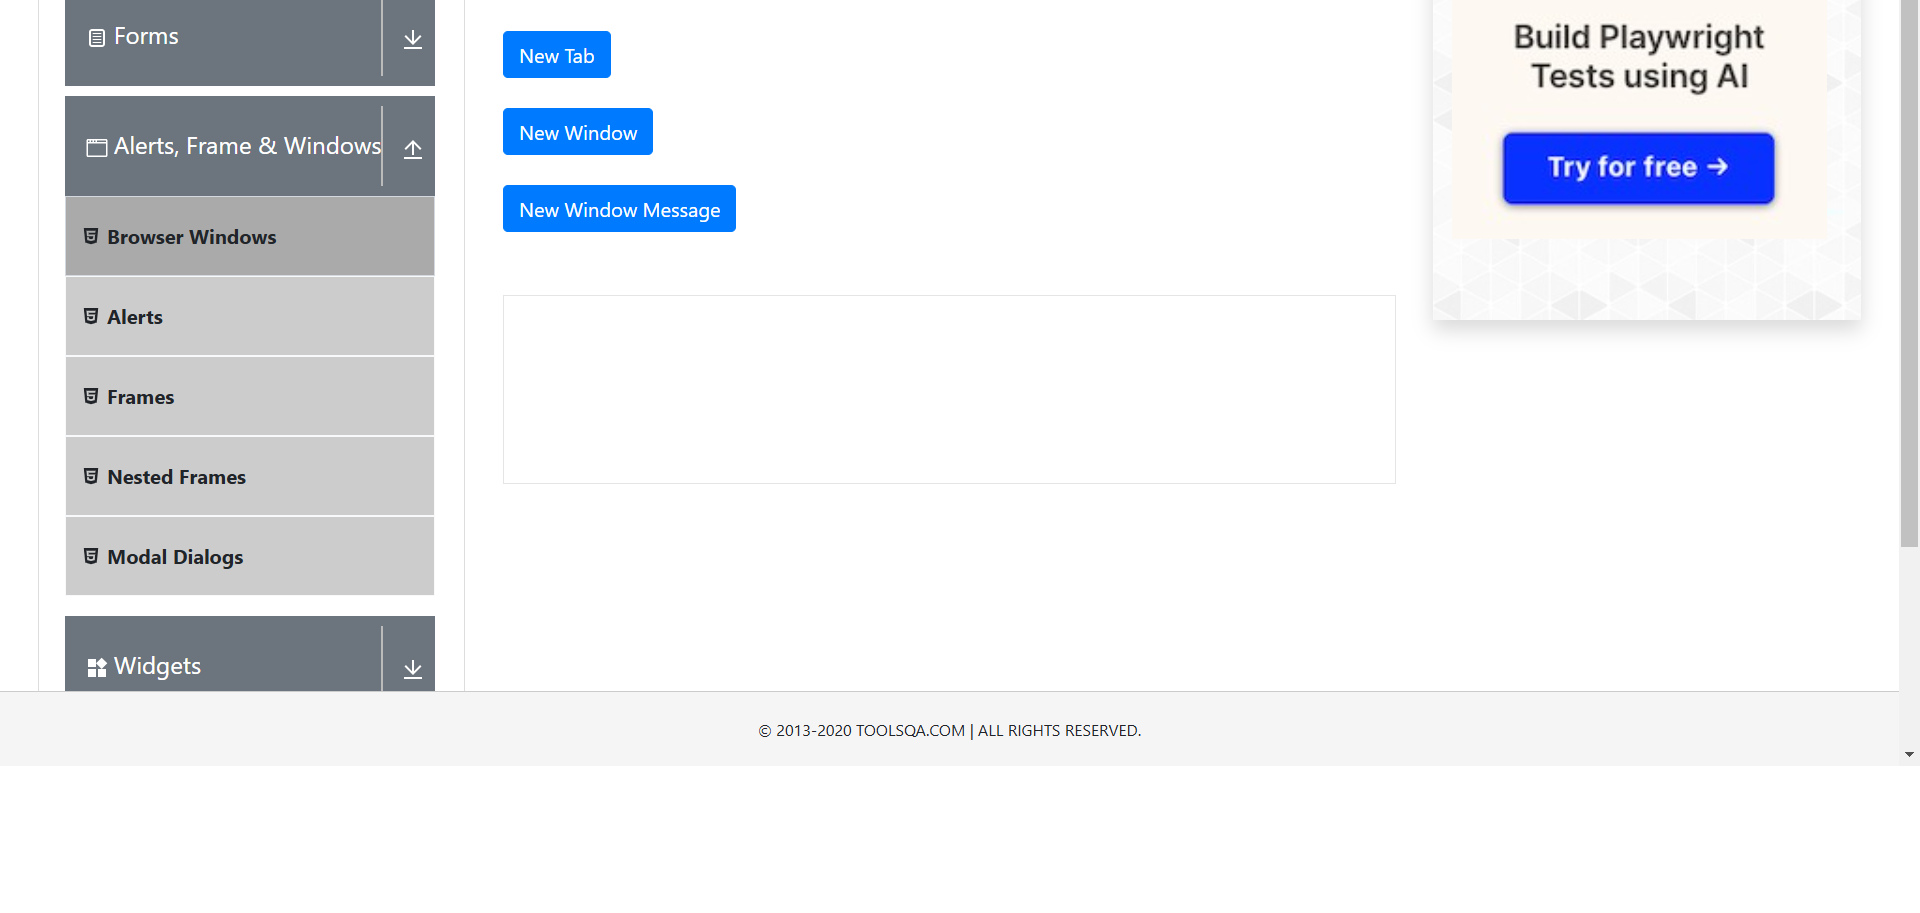 Forms
Alerts, Frame & Windows
Browser Windows
Alerts
Frames
Nested Frames
Modal Dialogs
Widgets
New Tab
New Window
New Window Message
Build Playwright
Tests using AI
Try for free →
© 2013-2020 TOOLSQA.COM | ALL RIGHTS RESERVED.